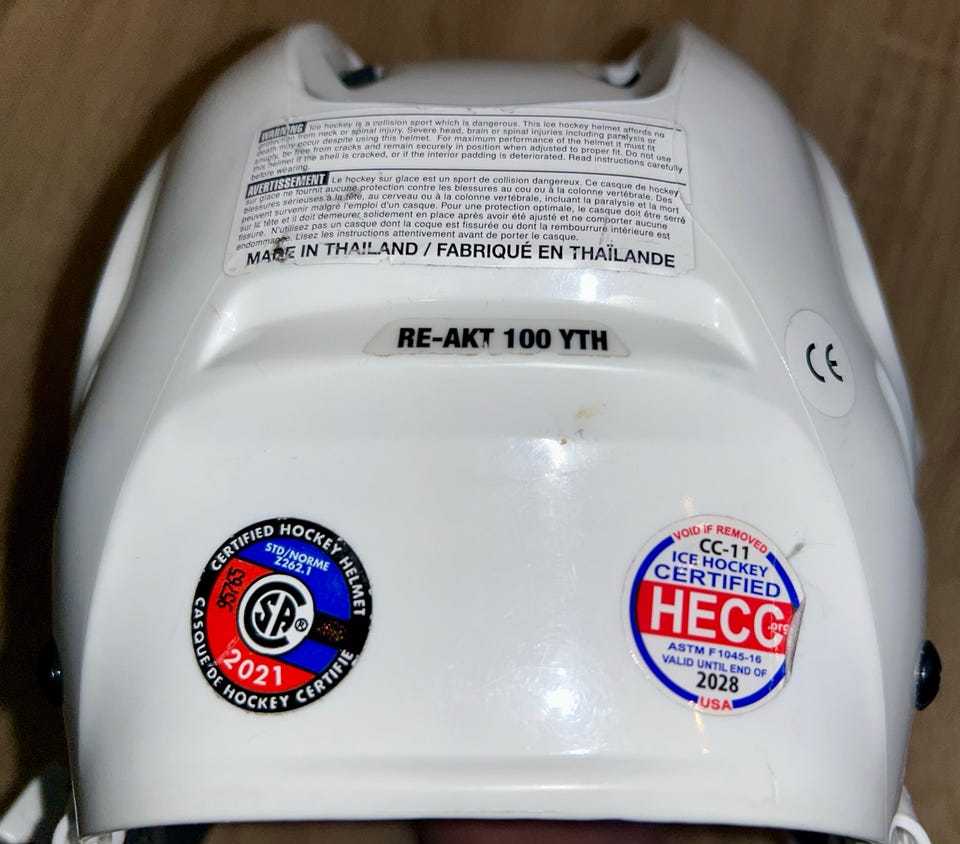 WARNING Ice hockey is a collision sport which is dangerous. This ice hockey helmet affords no
protection from neck or spinal injury. Severe head, brain or spinal injuries including paralysis or
death may occur despite using this helmet. For maximum performance of the helmet it must fit
snugly, be free from cracks and remain securely in position when adjusted to proper fit. Do not use
this helmet if the shell is cracked, or if the interior padding is deteriorated. Read instructions carefully
before wearing.
AVERTISSEMENT Le hockey sur glace est un sport de collision dangereux. Ce casque de hockey
sur glace ne fournit aucune protection contre les blessures au cou ou à la colonne vertébrale. Des
blessures sérieuses à la tête, au cerveau ou à la colonne vertébrale, incluant la paralysie et la mort
peuvent survenir malgré l'emploi d'un casque. Pour une protection optimale, le casque doit être serré
sur la tête et il doit demeurer solidement en place après avoir été ajusté et ne comporter aucune
fissure. N'utilisez pas un casque dont la coque est fissurée ou dont la rembourrure intérieure est
endommagée. Lisez les instructions attentivement avant de porter le casque.
MADE IN THAILAND / FABRIQUÉ EN THAÏLANDE
RE-AKT 100 YTH
CE
CERTIFIED HOCKEY HELMET
STD/NORME
Z262.1
95765
CSA®
2021
CASQUE DE HOCKEY CERTIFIÉ
VOID IF REMOVED
CC-11
ICE HOCKEY
CERTIFIED
HECC.org
ASTM F1045-16
VALID UNTIL END OF
2028
USA